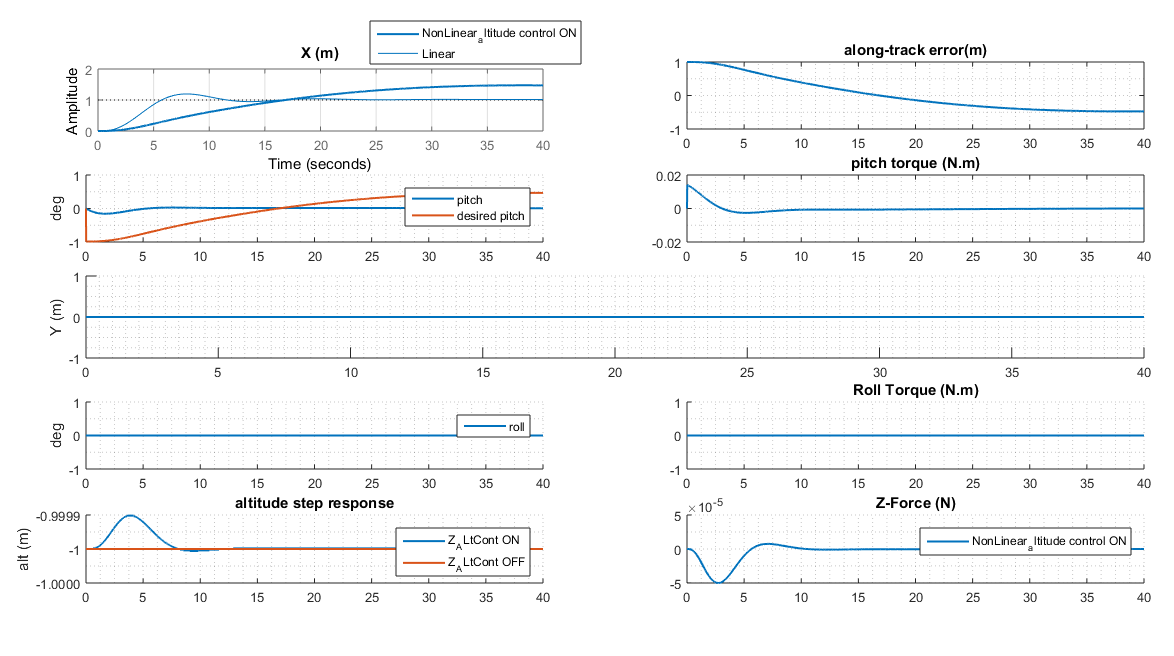 NonLinear_altitude control ON
Linear
X (m)
Amplitude
2
1
0
0 5 10 15 20 25 30 35 40
Time (seconds)
along-track error(m)
1
0
-1
0 5 10 15 20 25 30 35 40
deg
1
0
-1
pitch
desired pitch
0 5 10 15 20 25 30 35 40
pitch torque (N.m)
0.02
0
-0.02
0 5 10 15 20 25 30 35 40
Y (m)
1
0
-1
0 5 10 15 20 25 30 35 40
deg
1
0
-1
roll
0 5 10 15 20 25 30 35 40
Roll Torque (N.m)
1
0
-1
0 5 10 15 20 25 30 35 40
altitude step response
alt (m)
-0.9999
-1
-1.0000
Z_ALtCont ON
Z_ALtCont OFF
0 5 10 15 20 25 30 35 40
Z-Force (N)
×10^-5
5
0
-5
NonLinear_altitude control ON
0 5 10 15 20 25 30 35 40